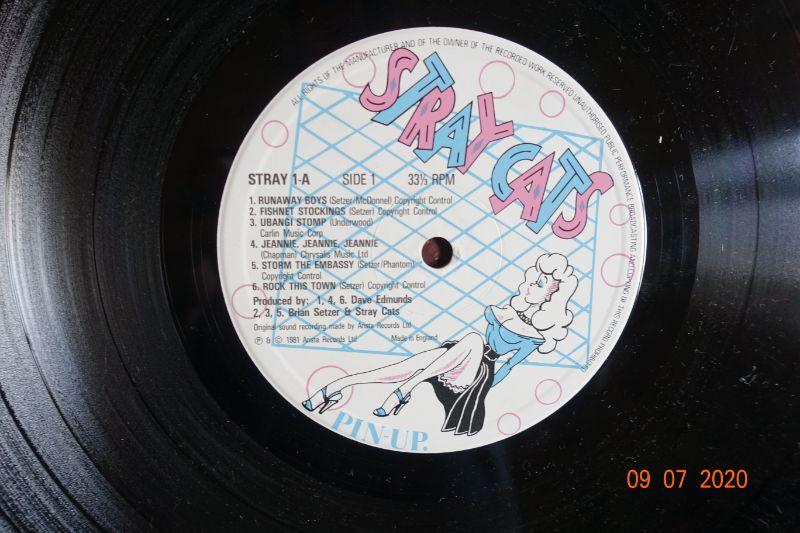 ALL RIGHTS OF THE MANUFACTURER AND OF THE OWNER OF THE RECORDED WORK RESERVED UNAUTHORISED PUBLIC PERFORMANCE BROADCASTING AND COPYING OF THIS RECORD PROHIBITED
STRAY CATS
STRAY 1-A SIDE 1 33⅓ RPM
1. RUNAWAY BOYS (Setzer/McDonnel) Copyright Control
2. FISHNET STOCKINGS (Setzer) Copyright Control
3. UBANGI STOMP (Underwood)
Carlin Music Corp
4. JEANNIE, JEANNIE, JEANNIE
(Chapman) Chrysalis Music Ltd
5. STORM THE EMBASSY (Setzer/Phantom)
Copyright Control
6. ROCK THIS TOWN (Setzer) Copyright Control
Produced by: 1, 4, 6. Dave Edmunds
2, 3, 5. Brian Setzer & Stray Cats
Original sound recording made by Arista Records Ltd
℗ & © 1981 Arista Records Ltd Made in England
PIN-UP.
09 07 2020